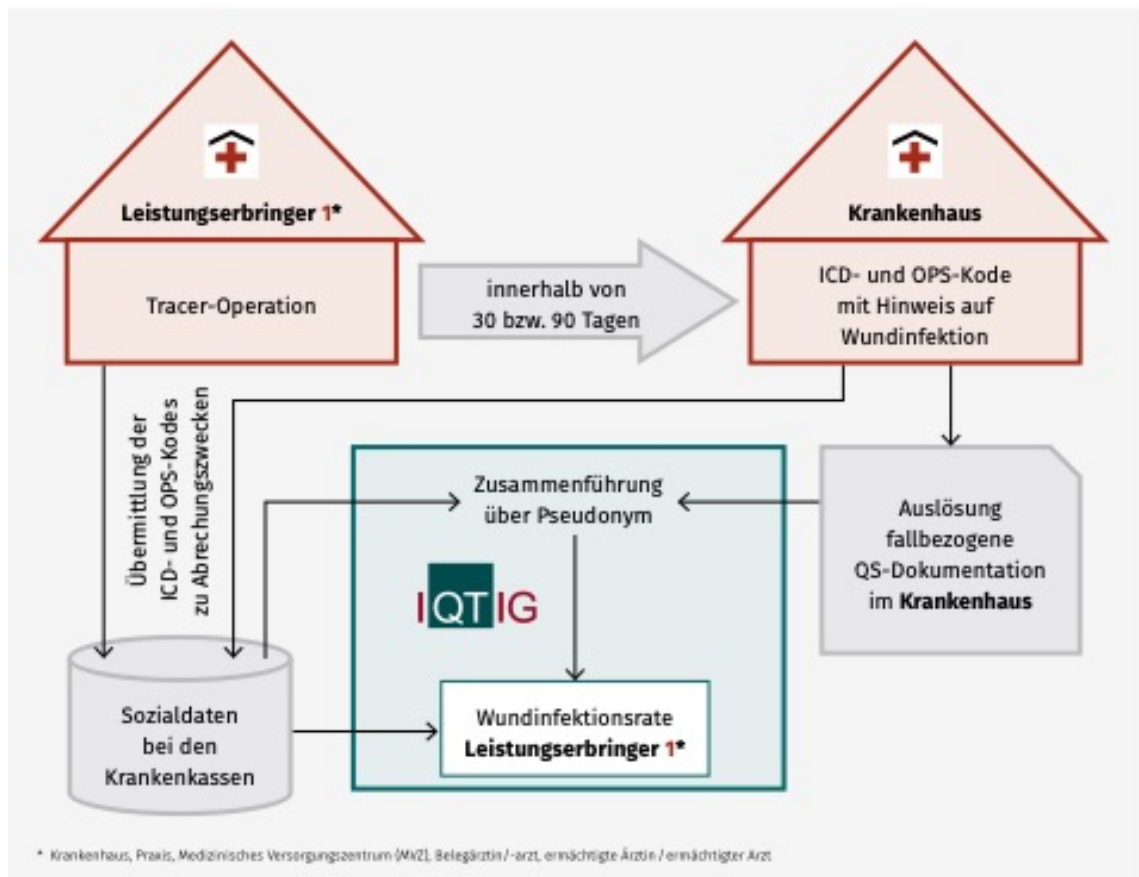 Leistungserbringer 1*
Tracer-Operation
innerhalb von
30 bzw. 90 Tagen
Krankenhaus
ICD- und OPS-Kode
mit Hinweis auf
Wundinfektion
Übermittlung der
ICD- und OPS-Kodes
zu Abrechungszwecken
Zusammenführung
über Pseudonym
IQTIG
Auslösung
fallbezogene
QS-Dokumentation
im Krankenhaus
Sozialdaten
bei den
Krankenkassen
Wundinfektionsrate
Leistungserbringer 1*
* Krankenhaus, Praxis, Medizinisches Versorgungszentrum (MVZ), Belegärztin/-arzt, ermächtigte Ärztin / ermächtigter Arzt